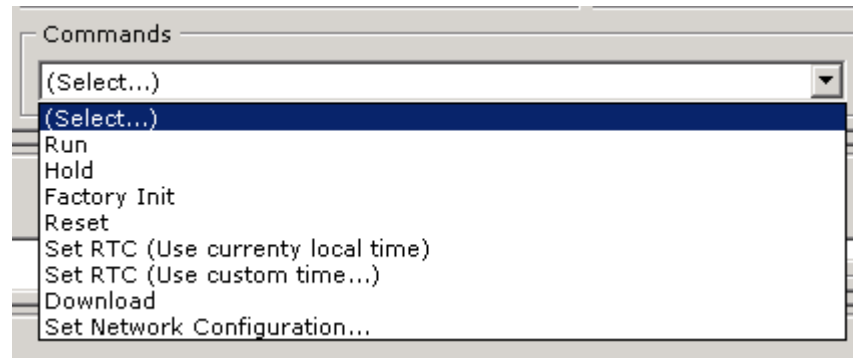 Commands
(Select...)
(Select...)
Run
Hold
Factory Init
Reset
Set RTC (Use currenty local time)
Set RTC (Use custom time...)
Download
Set Network Configuration...